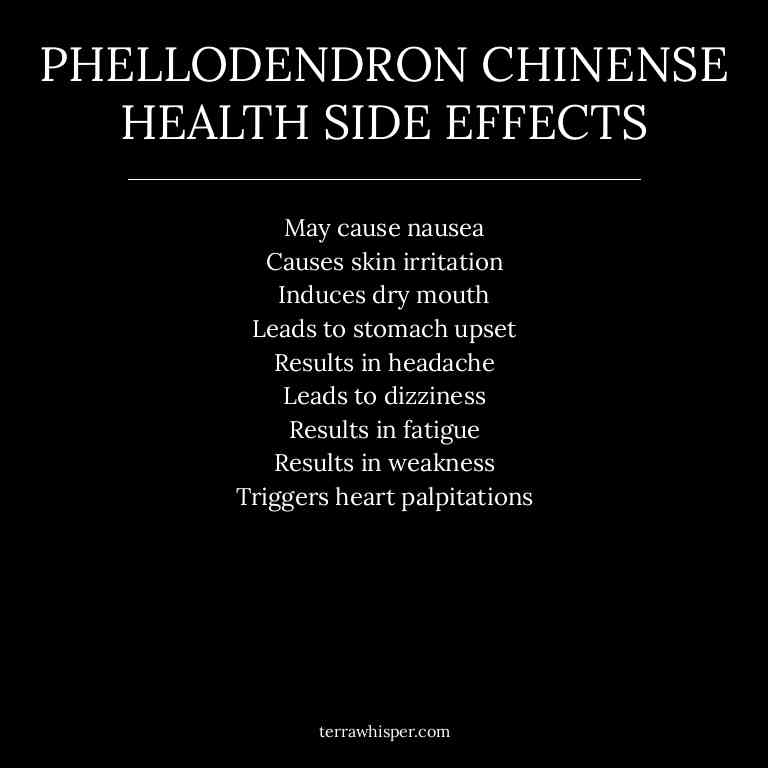 PHELLODENDRON CHINENSE
HEALTH SIDE EFFECTS
May cause nausea
Causes skin irritation
Induces dry mouth
Leads to stomach upset
Results in headache
Leads to dizziness
Results in fatigue
Results in weakness
Triggers heart palpitations
terrawhisper.com